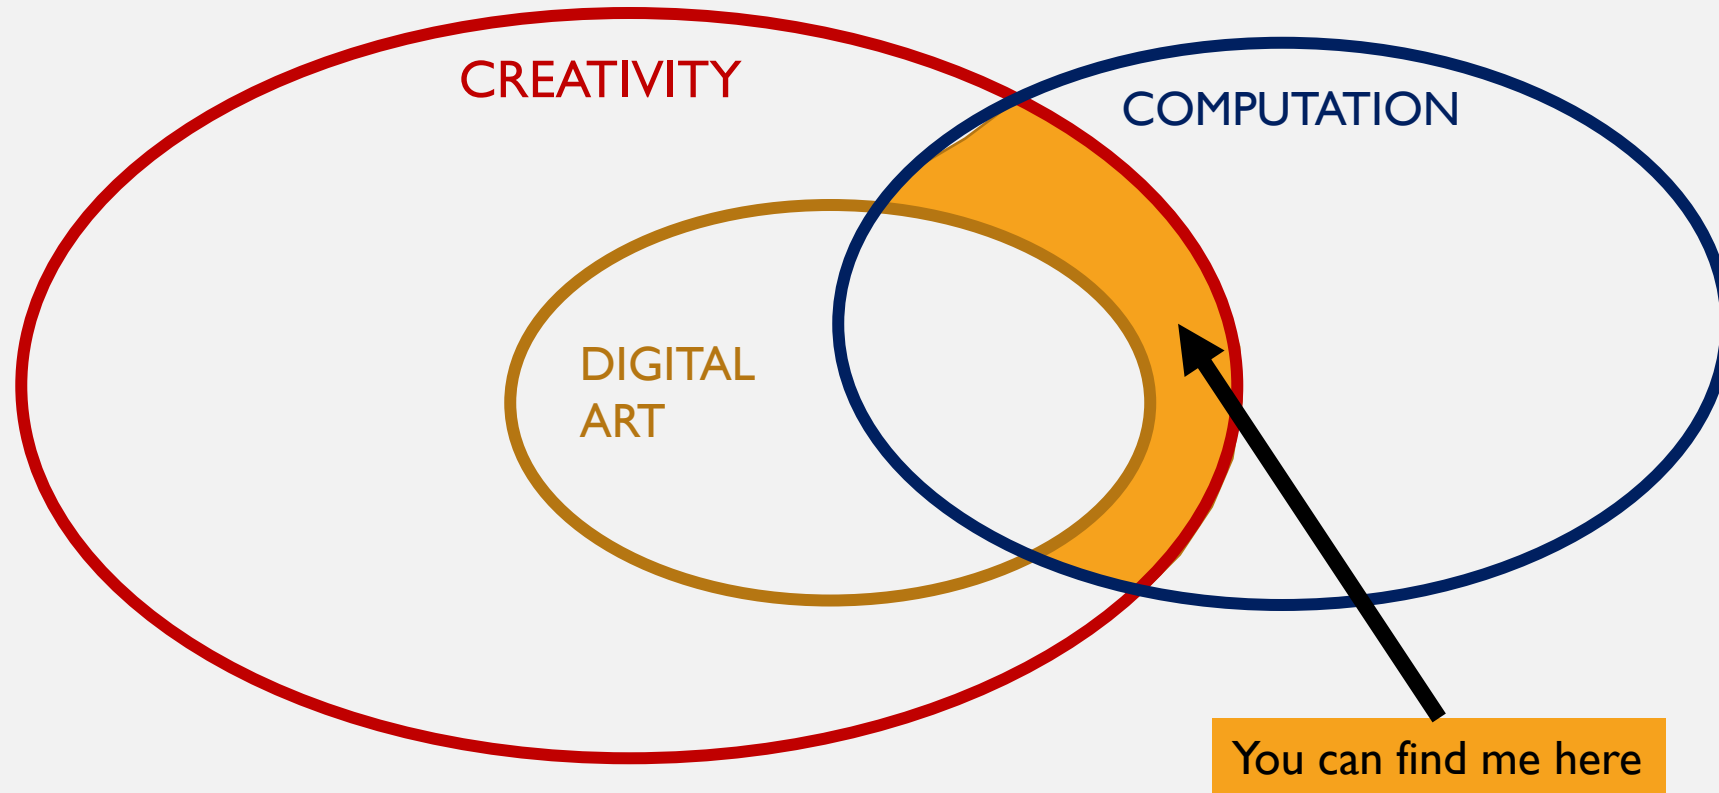 CREATIVITY
COMPUTATION
DIGITAL
ART
You can find me here